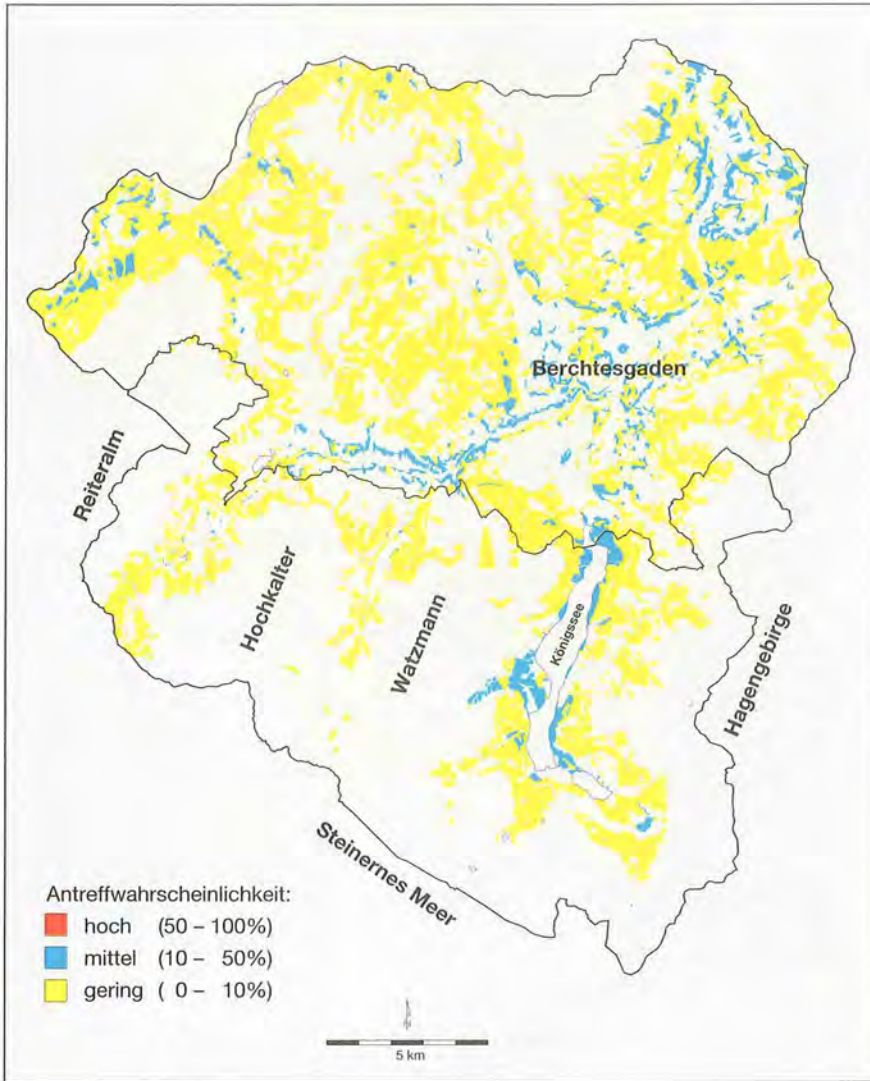 Berchtesgaden
Reiteralm
Hochkalter
Watzmann
Königssee
Hagengebirge
Steinernes Meer
Antreffwahrscheinlichkeit:
hoch (50 – 100%)
mittel (10 – 50%)
gering ( 0 – 10%)
5 km